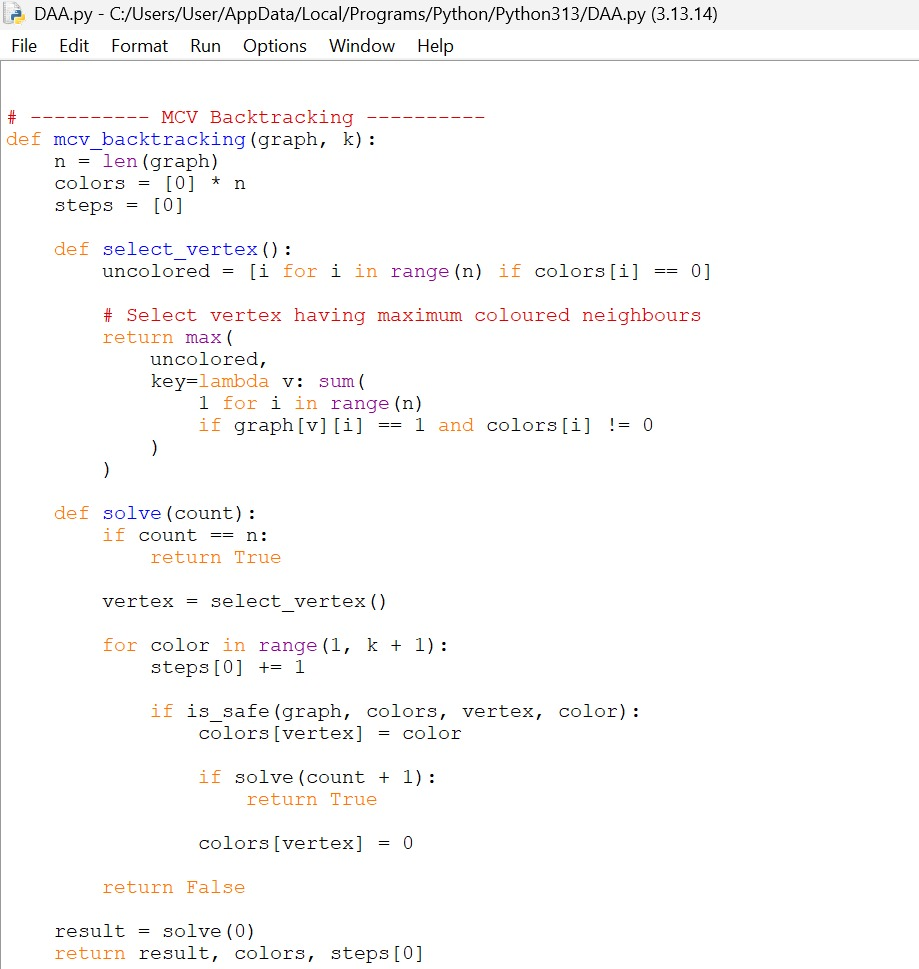 DAA.py - C:/Users/User/AppData/Local/Programs/Python/Python313/DAA.py (3.13.14)
File Edit Format Run Options Window Help
# ---------- MCV Backtracking ----------
def mcv_backtracking(graph, k):
    n = len(graph)
    colors = [0] * n
    steps = [0]
    def select_vertex():
        uncolored = [i for i in range(n) if colors[i] == 0]
        # Select vertex having maximum coloured neighbours
        return max(
            uncolored,
            key=lambda v: sum(
                1 for i in range(n)
                if graph[v][i] == 1 and colors[i] != 0
            )
        )
    def solve(count):
        if count == n:
            return True
        vertex = select_vertex()
        for color in range(1, k + 1):
            steps[0] += 1
            if is_safe(graph, colors, vertex, color):
                colors[vertex] = color
                if solve(count + 1):
                    return True
                colors[vertex] = 0
        return False
    result = solve(0)
    return result, colors, steps[0]